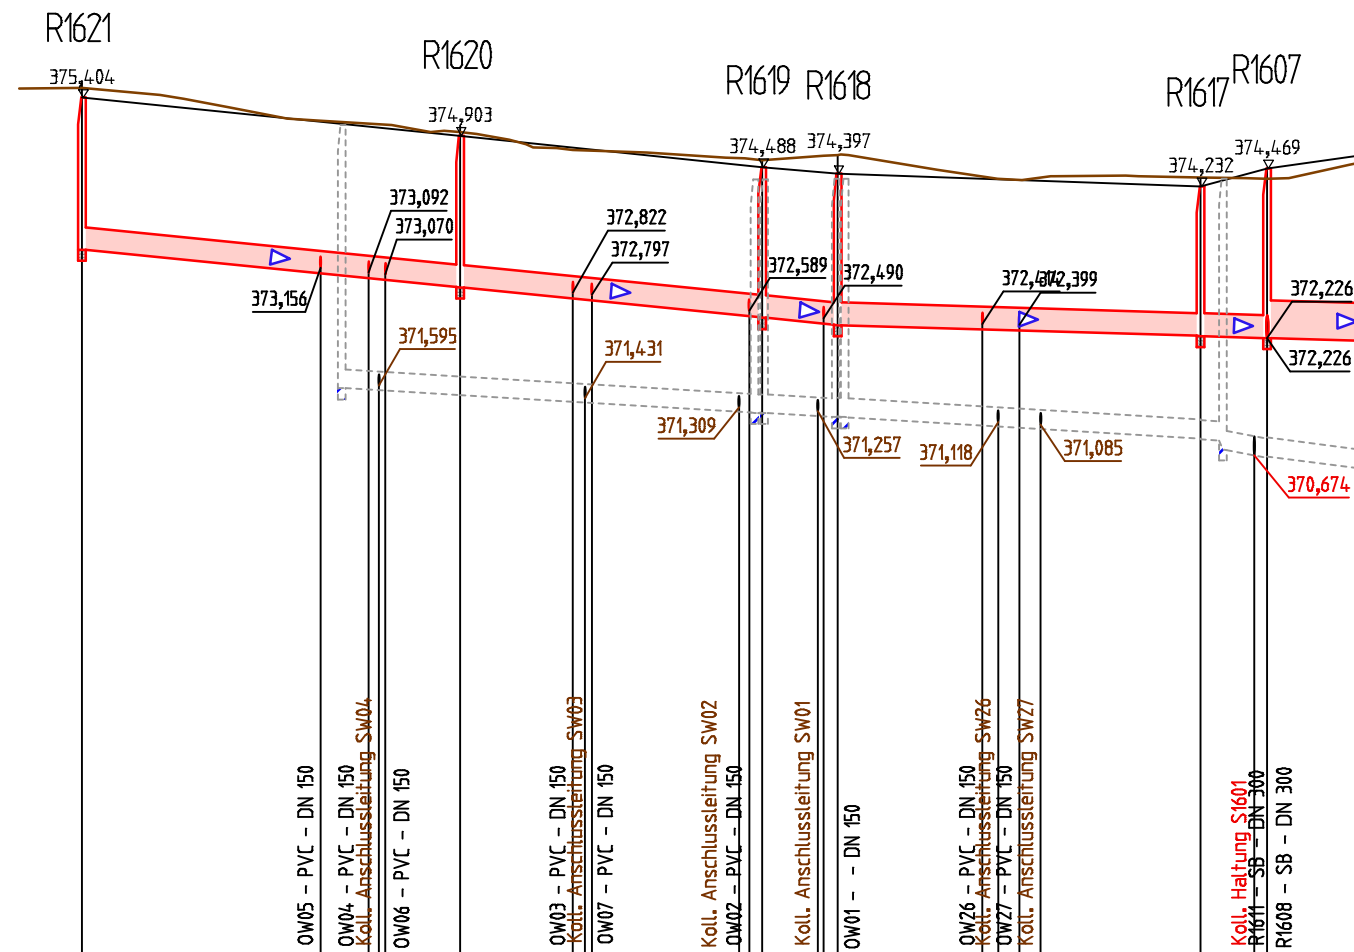 R1621
R1620
R1619
R1618
R1617
R1607
375,404
374,903
374,488
374,397
374,232
374,469
373,092
373,070
373,156
372,822
372,797
372,589
372,490
372,399
372,226
372,226
371,595
371,431
371,309
371,257
371,118
371,085
370,674
OW05 - PVC - DN 150
OW04 - PVC - DN 150
Koll. Anschlussleitung SW04
OW06 - PVC - DN 150
OW03 - PVC - DN 150
Koll. Anschlussleitung SW03
OW07 - PVC - DN 150
Koll. Anschlussleitung SW02
OW02 - PVC - DN 150
Koll. Anschlussleitung SW01
OW01 - - DN 150
OW26 - PVC - DN 150
Koll. Anschlussleitung SW26
OW27 - PVC - DN 150
Koll. Anschlussleitung SW27
Koll. Haltung S1601
R1611 - SB - DN 300
R1608 - SB - DN 300